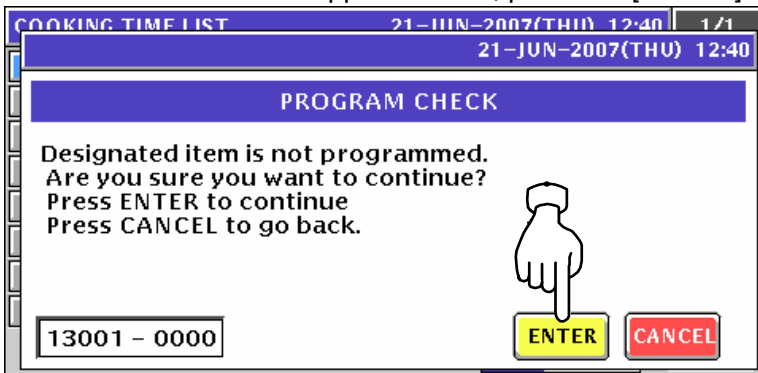 COOKING TIME LIST 21-JUN-2007(THU) 12:40 1/1
21-JUN-2007(THU) 12:40
PROGRAM CHECK
Designated item is not programmed.
Are you sure you want to continue?
Press ENTER to continue
Press CANCEL to go back.
13001 - 0000
ENTER CANCEL